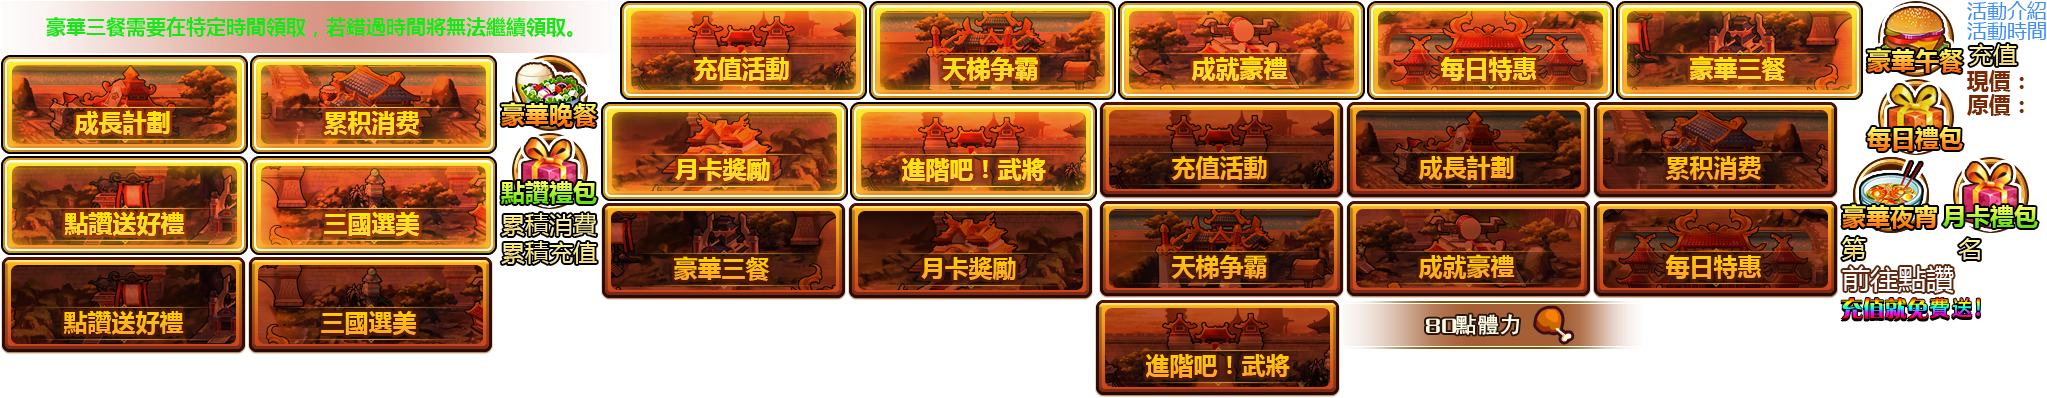 豪華三餐需要在特定時間領取，若錯過時間將無法繼續領取。
充值活動
天梯争霸
成就豪禮
每日特惠
豪華三餐
豪華午餐
活動介紹
活動時間
充值
現價：
原價：
成長計劃
累积消费
豪華晚餐
月卡獎勵
進階吧！武將
充值活動
成長計劃
累积消费
每日禮包
點讚送好禮
三國選美
點讚禮包
累積消費
累積充值
豪華三餐
月卡獎勵
天梯争霸
成就豪禮
每日特惠
豪華夜宵
月卡禮包
第
名
前往點讚
充值就免費送！
點讚送好禮
三國選美
進階吧！武將
80點體力